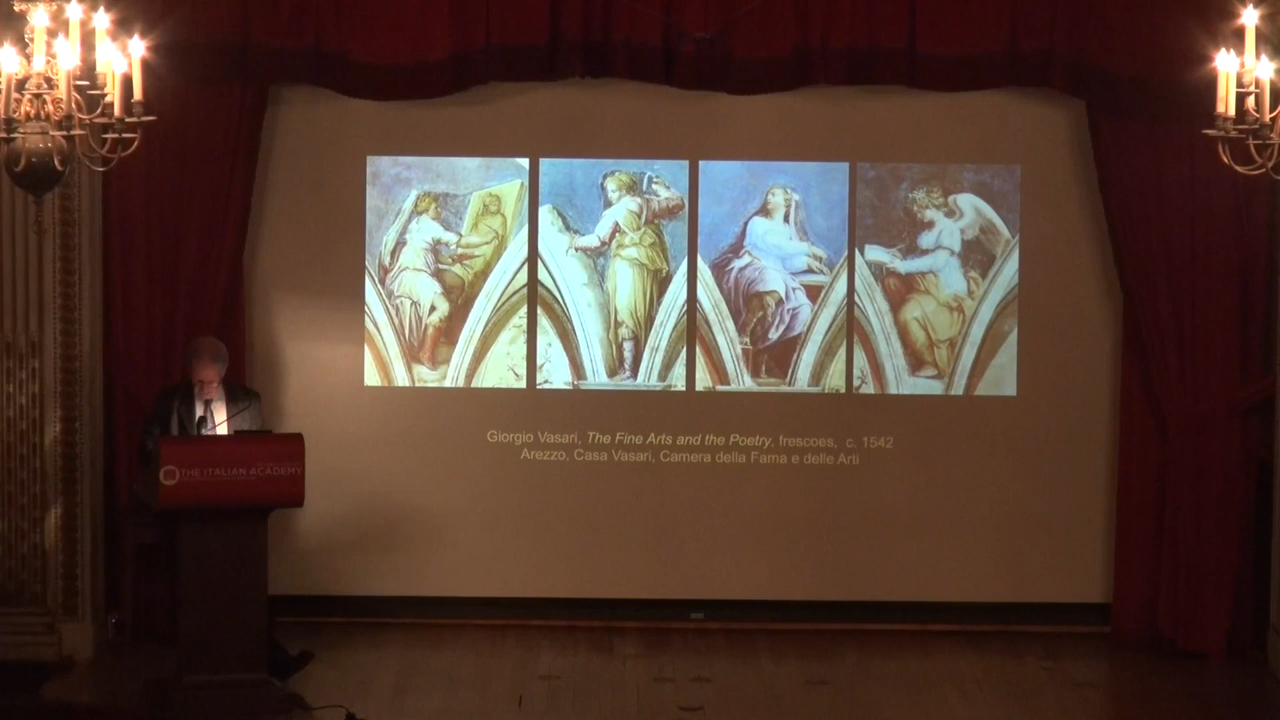 Giorgio Vasari, The Fine Arts and the Poetry, frescoes, c. 1542
Arezzo, Casa Vasari, Camera della Fama e delle Arti
THE ITALIAN ACADEMY